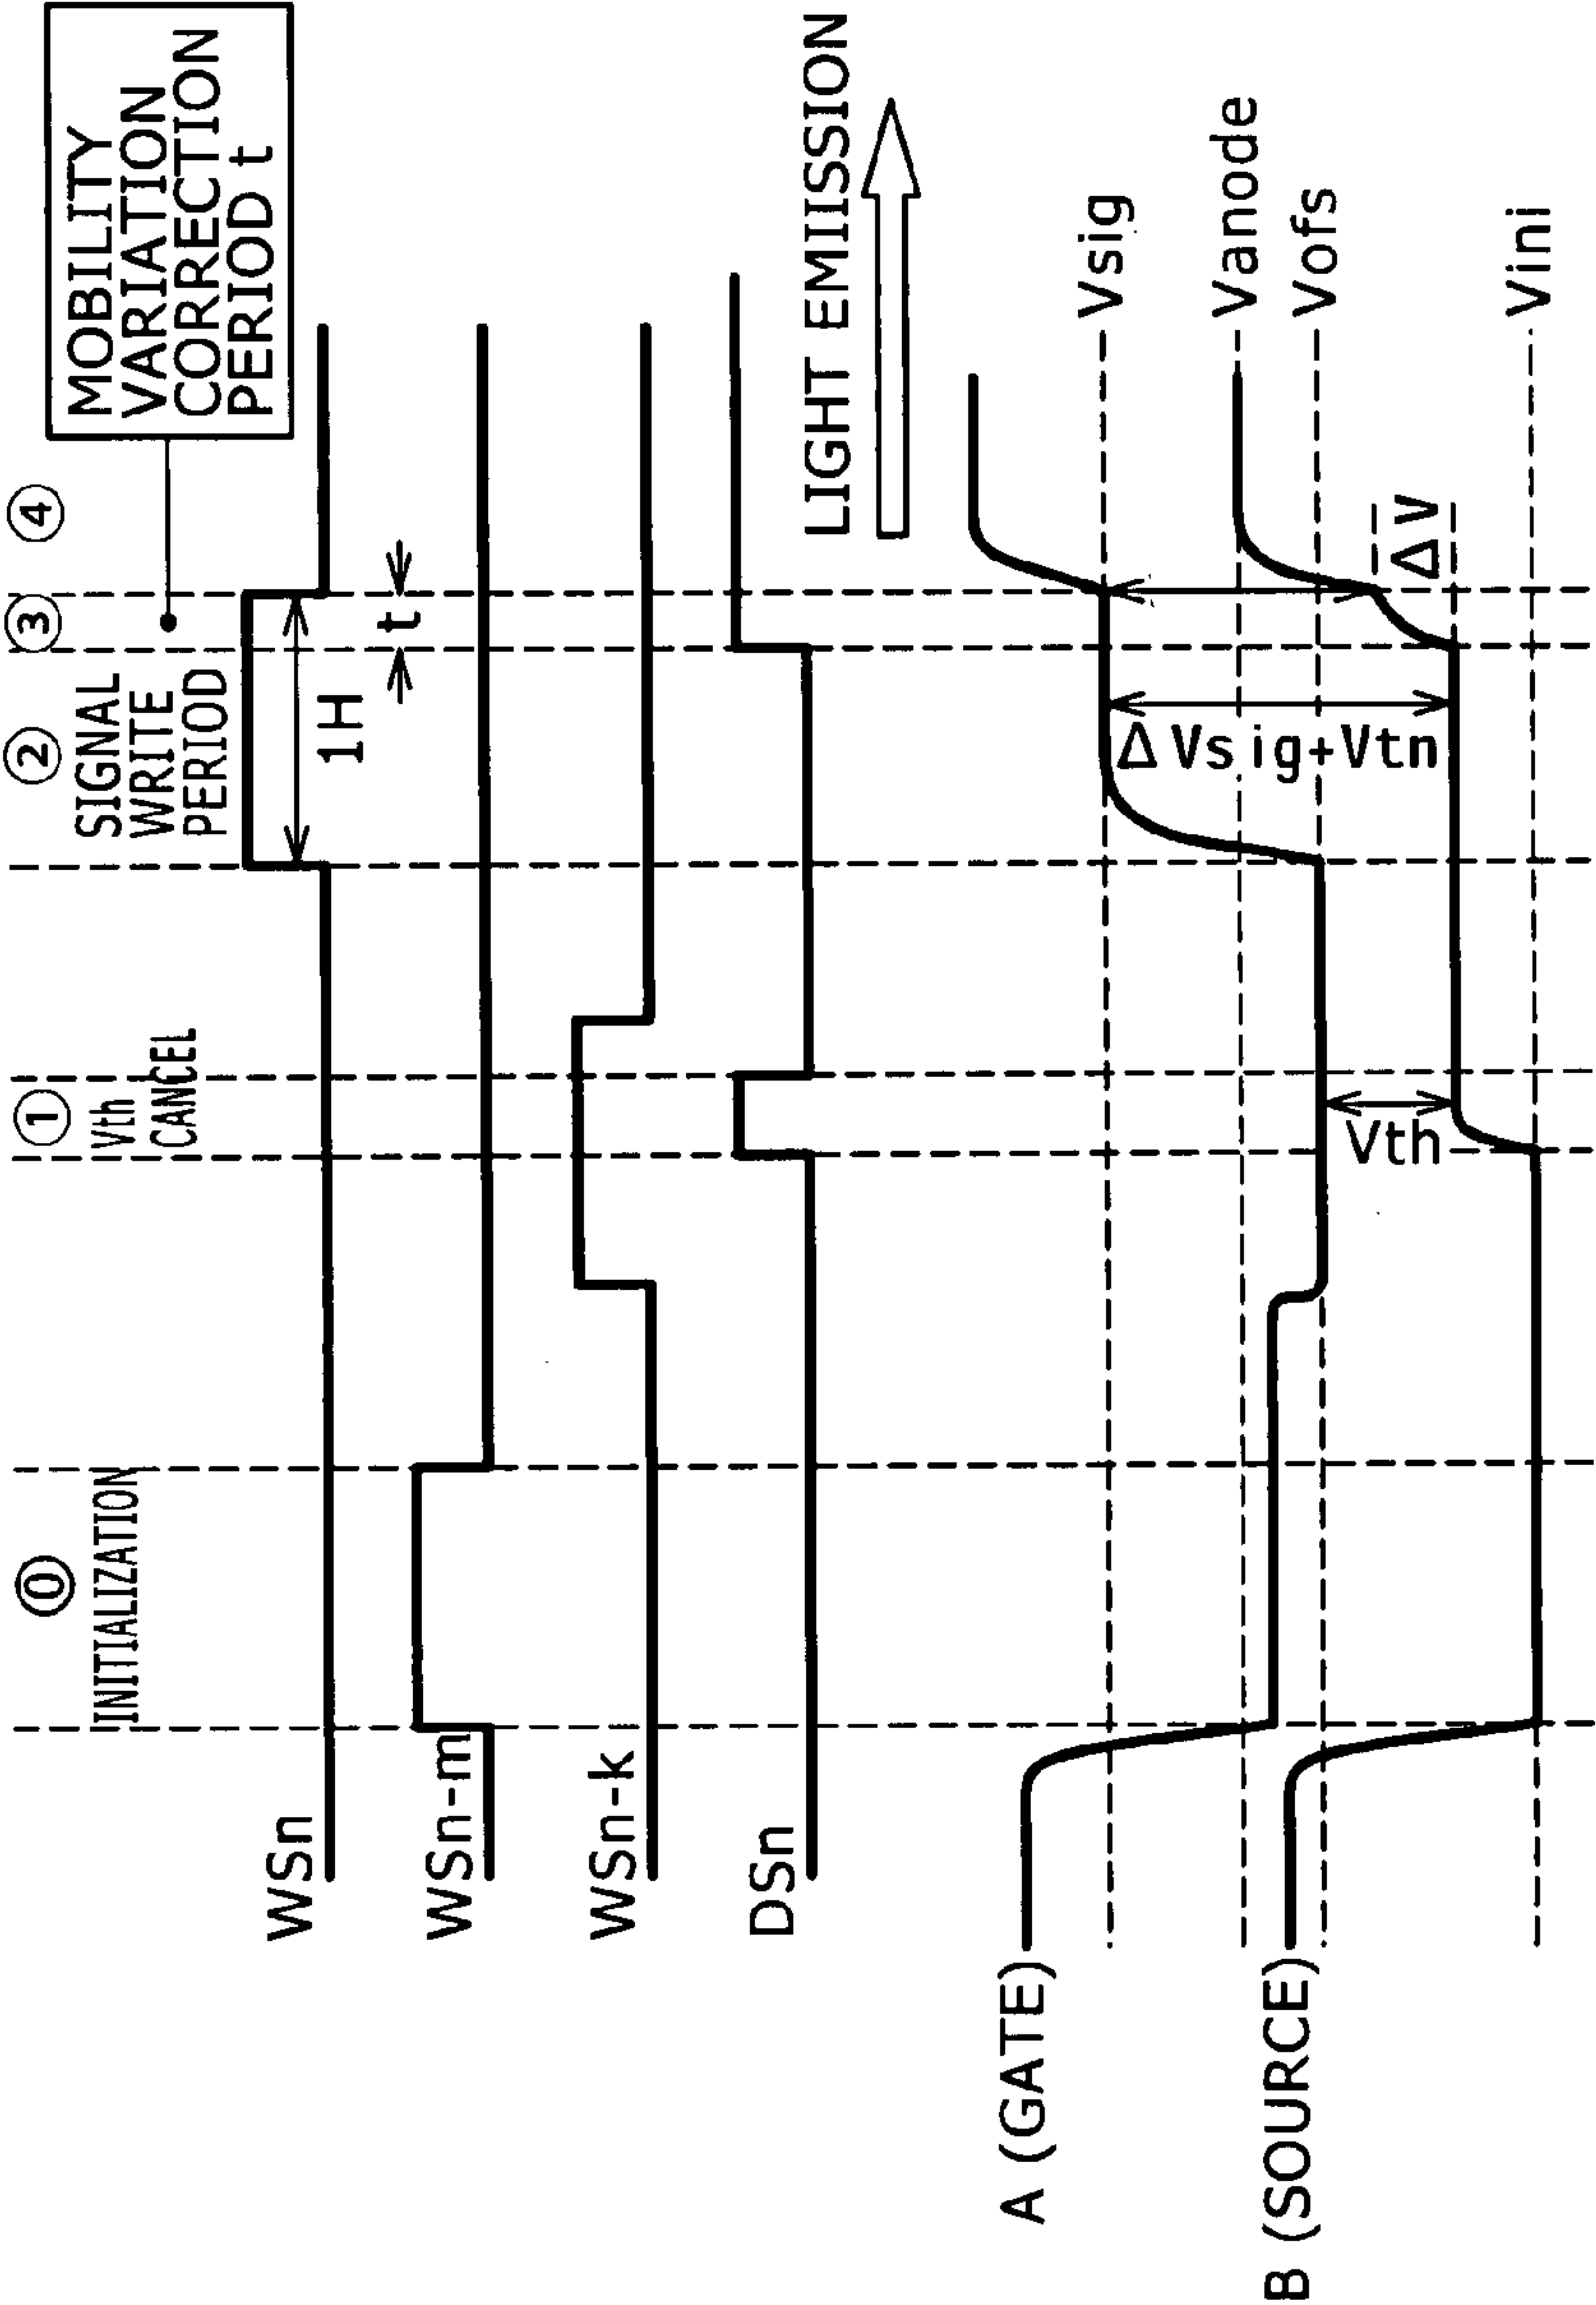 ⓪
INITIALIZATION
①
Vth
CANCEL
②
SIGNAL
WRITE
PERIOD
③
④
MOBILITY
VARIATION
CORRECTION
PERIOD t
WSn
1H
t
WSn-m
WSn-k
DSn
LIGHT EMISSION
A (GATE)
Vsig
Δ Vsig+Vtn
Vanode
B (SOURCE)
Vofs
Vth
ΔV
Vini